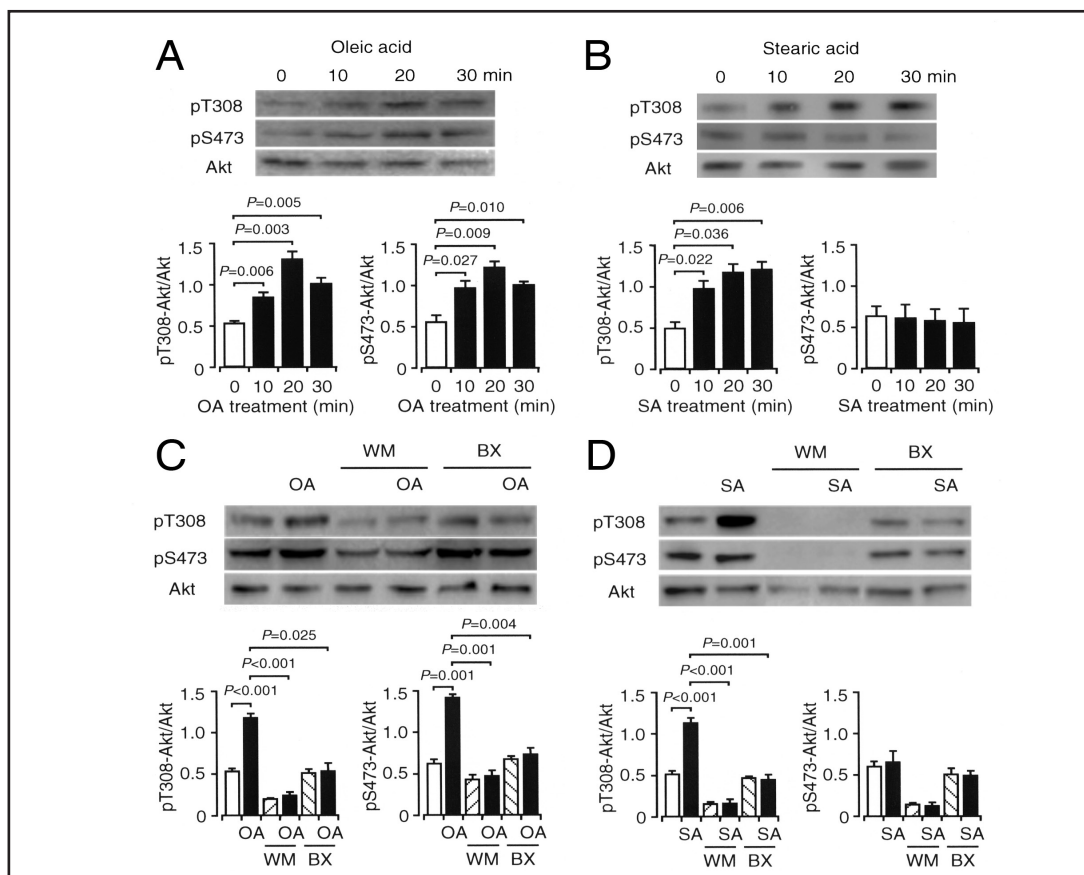 A
Oleic acid
0 10 20 30 min
pT308
pS473
Akt
P=0.005
P=0.003
P=0.006
pT308-Akt/Akt
1.5
1.0
0.5
0
0 10 20 30
OA treatment (min)
P=0.010
P=0.009
P=0.027
pS473-Akt/Akt
1.5
1.0
0.5
0
0 10 20 30
OA treatment (min)
B
Stearic acid
0 10 20 30 min
pT308
pS473
Akt
P=0.006
P=0.036
P=0.022
pT308-Akt/Akt
1.5
1.0
0.5
0
0 10 20 30
SA treatment (min)
pS473-Akt/Akt
1.5
1.0
0.5
0
0 10 20 30
SA treatment (min)
C
WM BX
OA OA OA
pT308
pS473
Akt
P=0.025
P<0.001
P<0.001
pT308-Akt/Akt
1.5
1.0
0.5
0
OA OA OA
WM BX
P=0.004
P=0.001
P=0.001
pS473-Akt/Akt
1.5
1.0
0.5
0
OA OA OA
WM BX
D
WM BX
SA SA SA
pT308
pS473
Akt
P=0.001
P<0.001
P<0.001
pT308-Akt/Akt
1.5
1.0
0.5
0
SA SA SA
WM BX
pS473-Akt/Akt
1.5
1.0
0.5
0
SA SA SA
WM BX